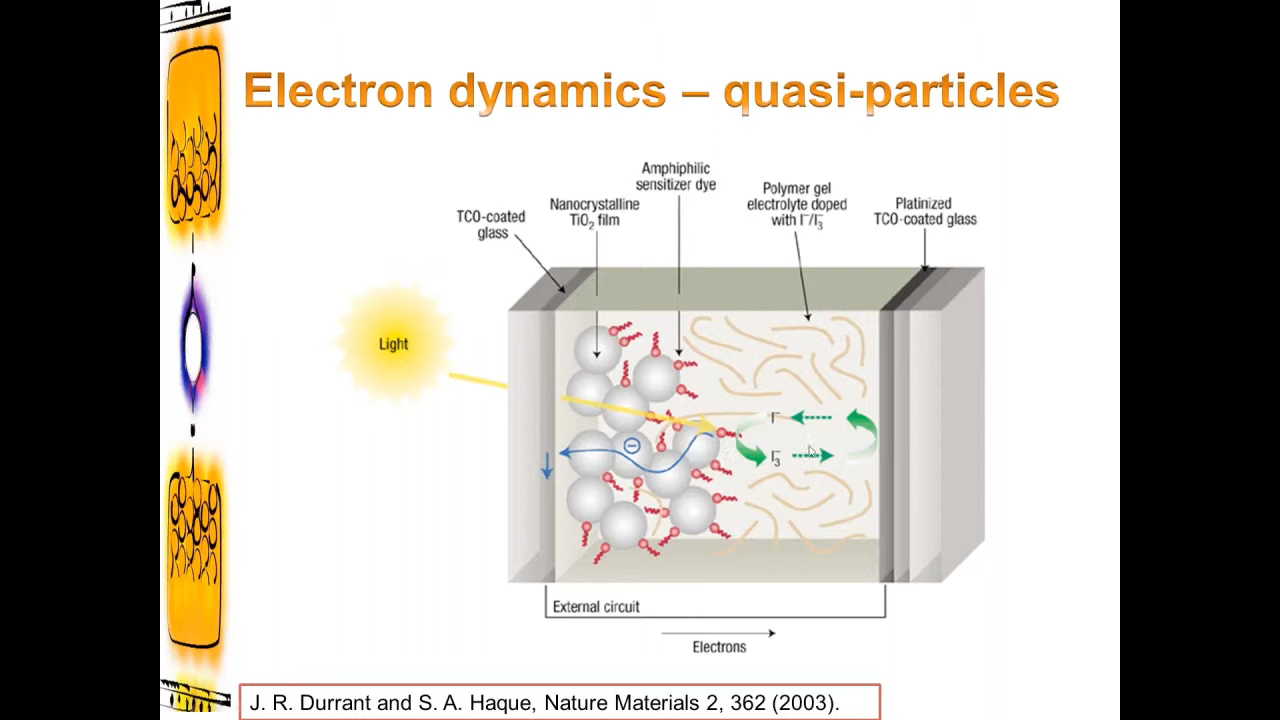 Electron dynamics – quasi-particles
Amphiphilic
sensitizer dye
Polymer gel
electrolyte doped
with I⁻/I₃⁻
Nanocrystalline
TiO₂ film
Platinized
TCO-coated glass
TCO-coated
glass
Light
I⁻
I₃⁻
External circuit
Electrons
J. R. Durrant and S. A. Haque, Nature Materials 2, 362 (2003).